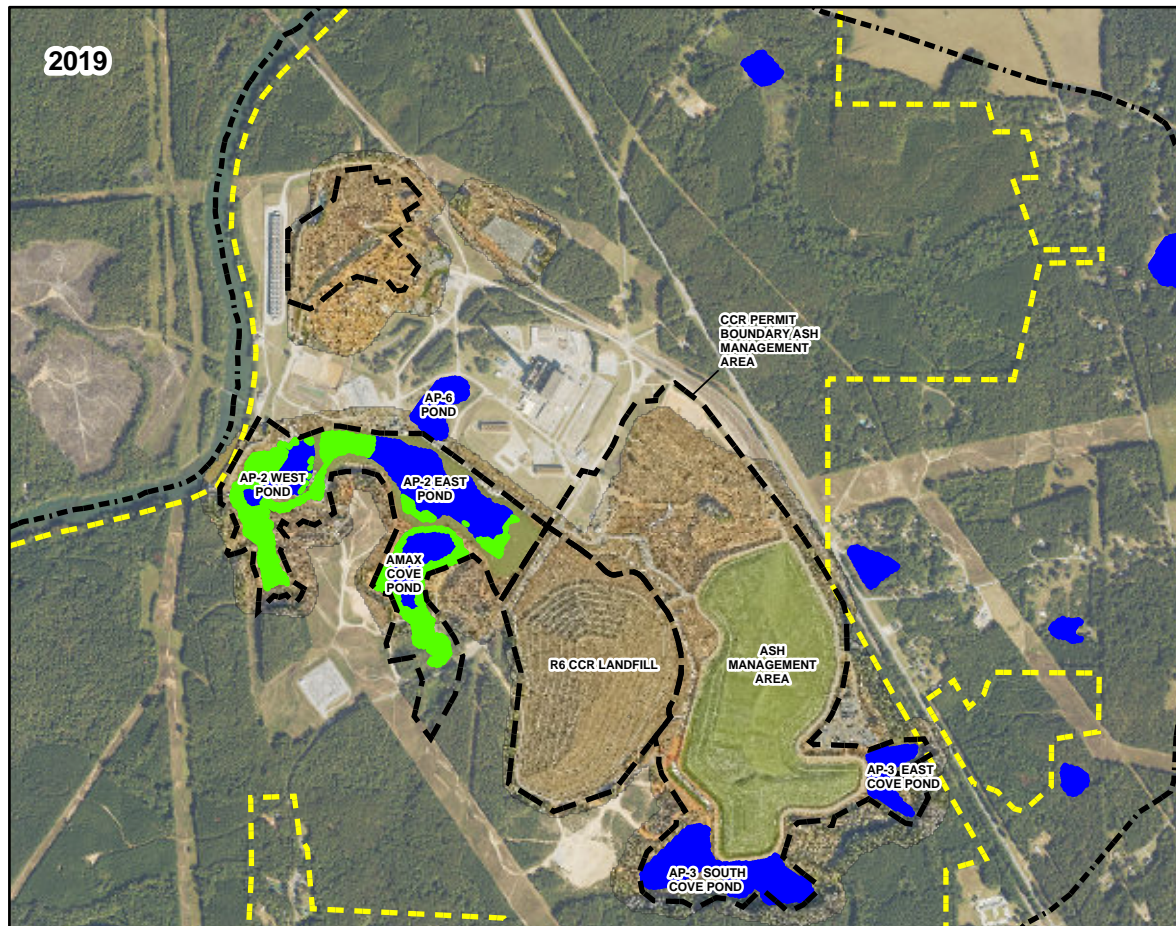 2019
CCR PERMIT
BOUNDARY ASH
MANAGEMENT
AREA
AP-6
POND
AP-2 WEST
POND
AP-2 EAST
POND
AMAX
COVE
POND
R6 CCR LANDFILL
ASH
MANAGEMENT
AREA
AP-3 EAST
COVE POND
AP-3 SOUTH
COVE POND